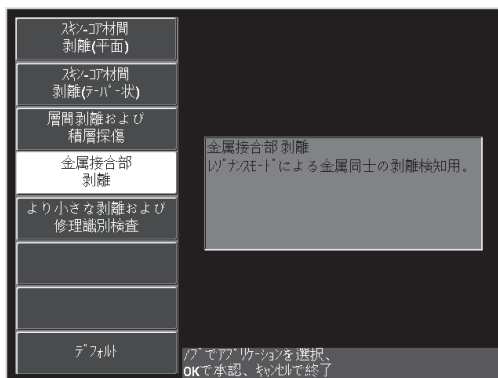 ｽｷﾝ-ｺｱ材間
剥離(平面)
ｽｷﾝ-ｺｱ材間
剥離(ﾃｰﾊﾟｰ状)
層間剥離および
積層探傷
金属接合部
剥離
より小さな剥離および
修理識別検査
ﾃﾞﾌｫﾙﾄ
金属接合部剥離
ﾚｿﾞﾅﾝｽﾓｰﾄﾞによる金属同士の剥離検知用。
ﾉﾌﾞでｱﾌﾟﾘｹｰｼｮﾝを選択、
OKで承認、ｷｬﾝｾﾙで終了